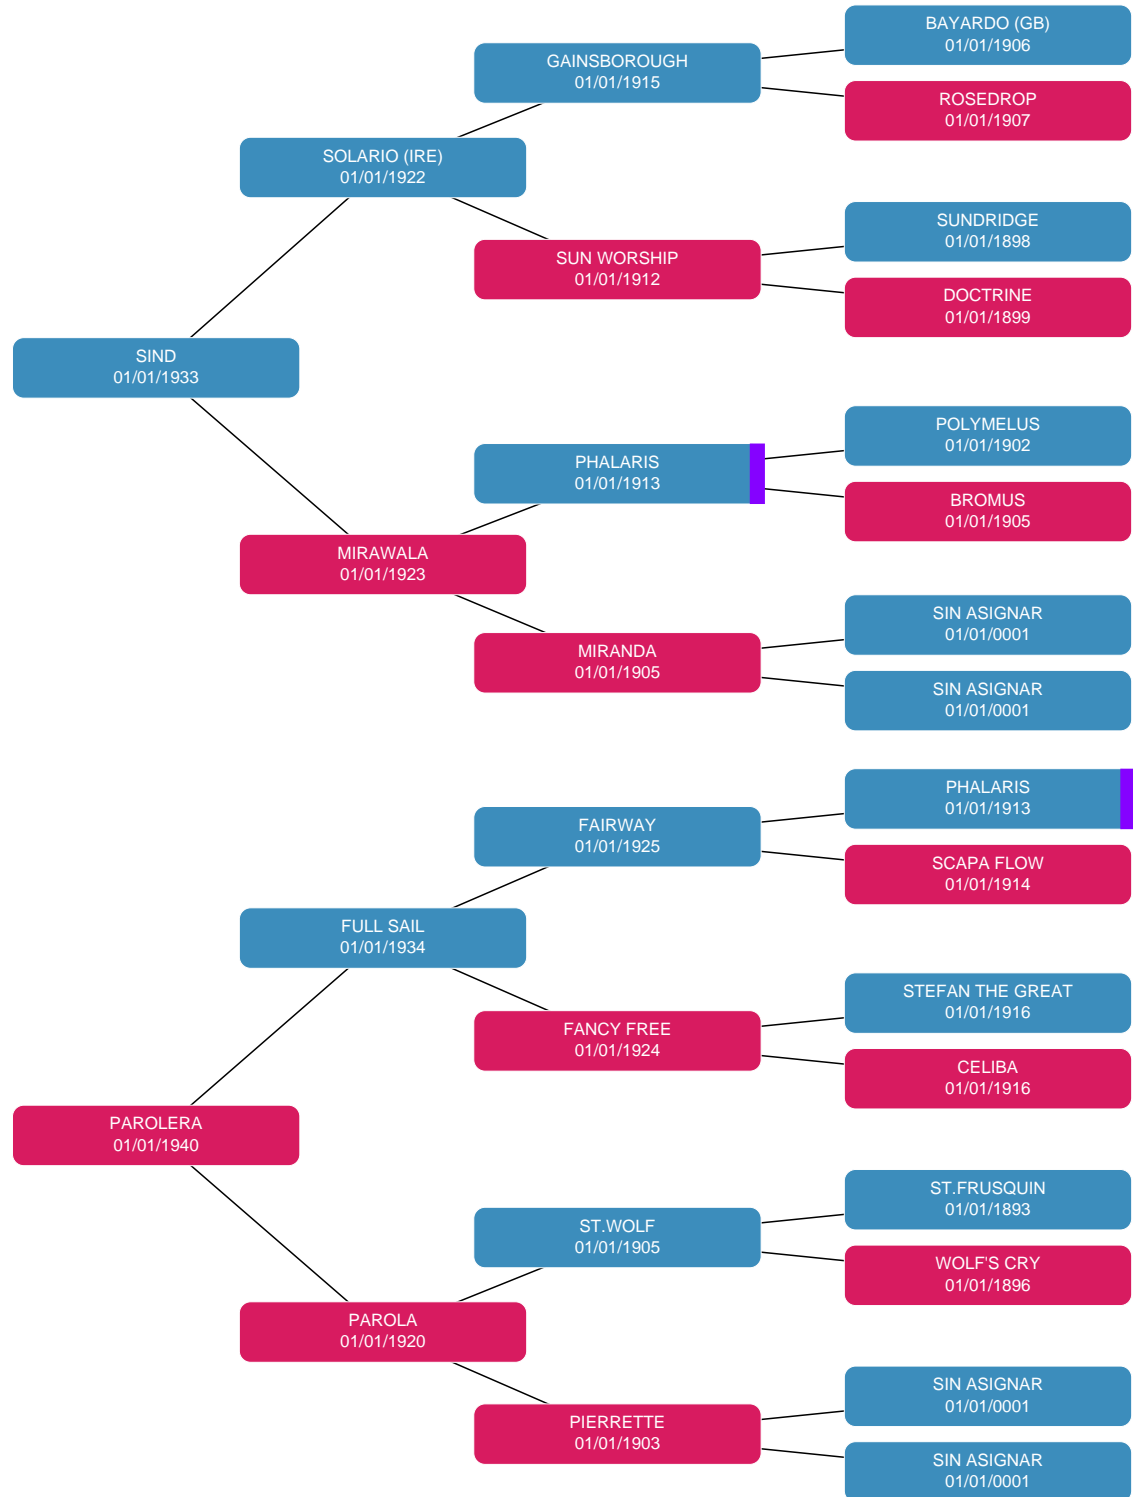 BAYARDO (GB)
01/01/1906
GAINSBOROUGH
01/01/1915
ROSEDROP
01/01/1907
SOLARIO (IRE)
01/01/1922
SUNDRIDGE
01/01/1898
SUN WORSHIP
01/01/1912
DOCTRINE
01/01/1899
SIND
01/01/1933
POLYMELUS
01/01/1902
PHALARIS
01/01/1913
BROMUS
01/01/1905
MIRAWALA
01/01/1923
SIN ASIGNAR
01/01/0001
MIRANDA
01/01/1905
SIN ASIGNAR
01/01/0001
PHALARIS
01/01/1913
FAIRWAY
01/01/1925
SCAPA FLOW
01/01/1914
FULL SAIL
01/01/1934
STEFAN THE GREAT
01/01/1916
FANCY FREE
01/01/1924
CELIBA
01/01/1916
PAROLERA
01/01/1940
ST.FRUSQUIN
01/01/1893
ST.WOLF
01/01/1905
WOLF'S CRY
01/01/1896
PAROLA
01/01/1920
SIN ASIGNAR
01/01/0001
PIERRETTE
01/01/1903
SIN ASIGNAR
01/01/0001